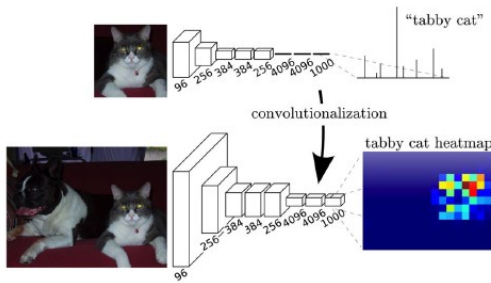 "tabby cat"
96 256 384 384 256 4096 4096 1000
convolutionalization
tabby cat heatmap
96 256 384 384 256 4096 4096 1000